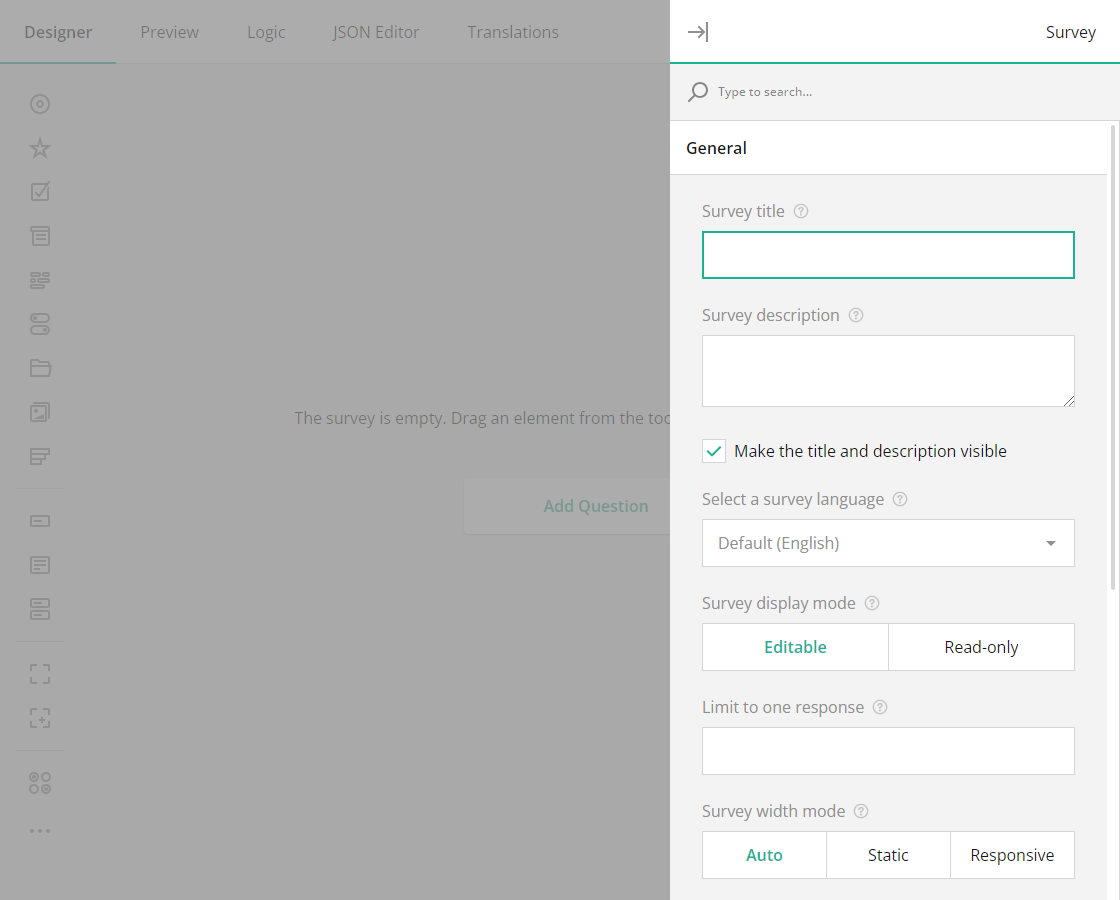 Designer Preview Logic JSON Editor Translations
The survey is empty. Drag an element from the too
Add Question
Survey
Type to search...
General
Survey title
Survey description
Make the title and description visible
Select a survey language
Default (English)
Survey display mode
Editable Read-only
Limit to one response
Survey width mode
Auto Static Responsive